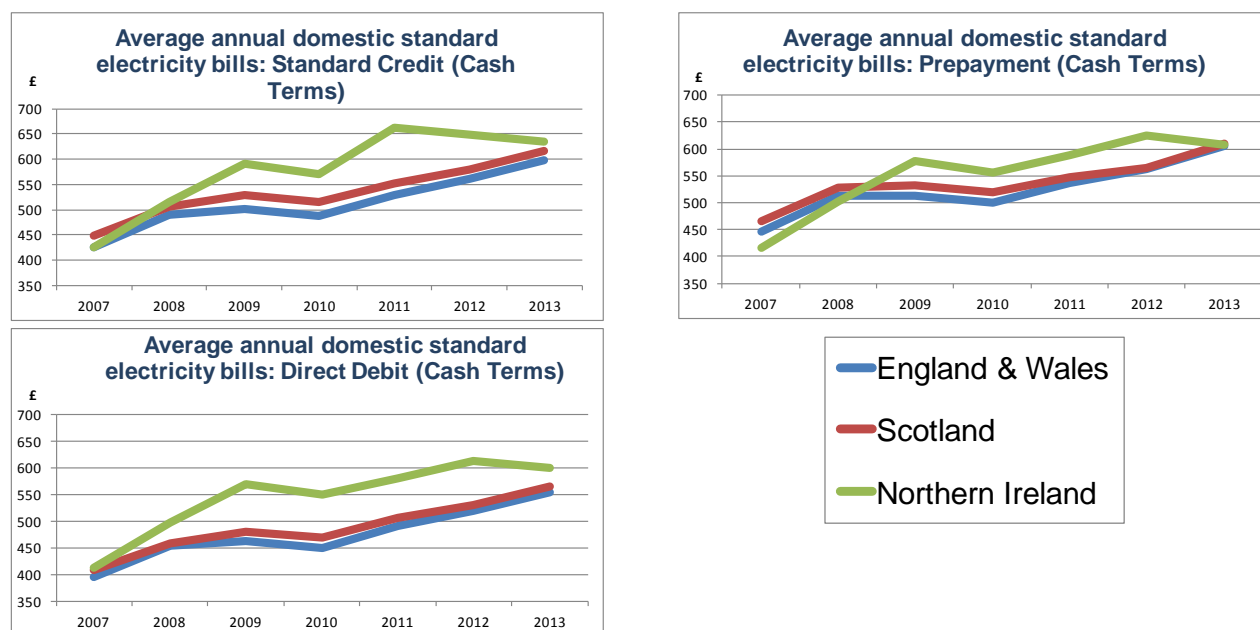 Average annual domestic standard
electricity bills: Standard Credit (Cash
Terms)
£
700
650
600
550
500
450
400
350
2007 2008 2009 2010 2011 2012 2013
Average annual domestic standard
electricity bills: Prepayment (Cash Terms)
£
700
650
600
550
500
450
400
350
2007 2008 2009 2010 2011 2012 2013
Average annual domestic standard
electricity bills: Direct Debit (Cash Terms)
£
700
650
600
550
500
450
400
350
2007 2008 2009 2010 2011 2012 2013
England & Wales
Scotland
Northern Ireland